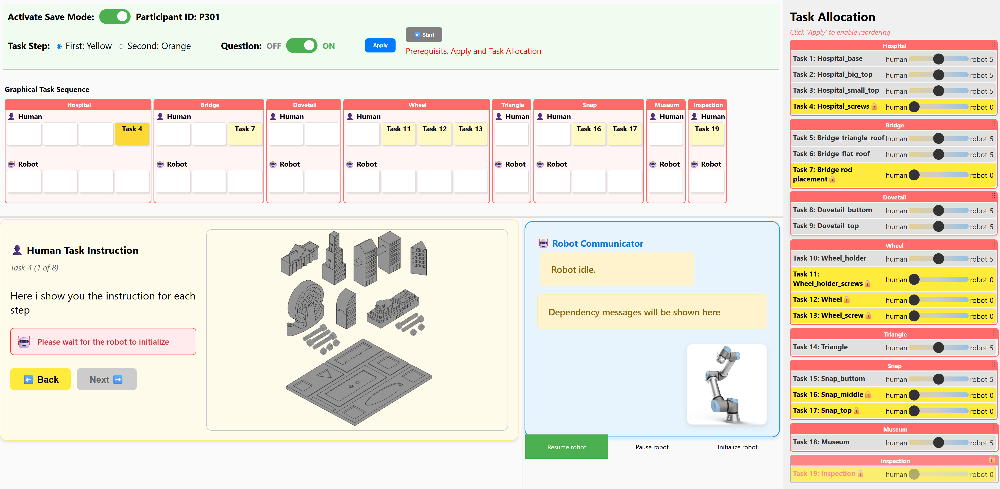 Activate Save Mode: Participant ID: P301
Task Step: First: Yellow Second: Orange Question: OFF ON Apply
Start
Prerequisits: Apply and Task Allocation
Graphical Task Sequence
Hospital
Human
Task 4
Robot
Bridge
Human
Task 7
Robot
Dovetail
Human
Robot
Wheel
Human
Task 11 Task 12 Task 13
Robot
Triangle
Human
Robot
Snap
Human
Task 16 Task 17
Robot
Museum
Human
Robot
Inspection
Human
Task 19
Robot
Human Task Instruction
Task 4 (1 of 8)
Here i show you the instruction for each
step
Please wait for the robot to initialize
Back Next
H
Robot Communicator
Robot idle.
Dependency messages will be shown here
Resume robot Pause robot Initialize robot
Task Allocation
Click 'Apply' to enable reordering
Hospital
Task 1: Hospital_base human robot 5
Task 2: Hospital_big_top human robot 5
Task 3: Hospital_small_top human robot 5
Task 4: Hospital_screws human robot 0
Bridge
Task 5: Bridge_triangle_roof human robot 5
Task 6: Bridge_flat_roof human robot 5
Task 7: Bridge rod
placement human robot 0
Dovetail
Task 8: Dovetail_buttom human robot 5
Task 9: Dovetail_top human robot 5
Wheel
Task 10: Wheel_holder human robot 5
Task 11:
Wheel_holder_screws human robot 0
Task 12: Wheel human robot 0
Task 13: Wheel_screw human robot 0
Triangle
Task 14: Triangle human robot 5
Snap
Task 15: Snap_buttom human robot 5
Task 16: Snap_middle human robot 0
Task 17: Snap_top human robot 0
Museum
Task 18: Museum human robot 5
Inspection
Task 19: Inspection human robot 0